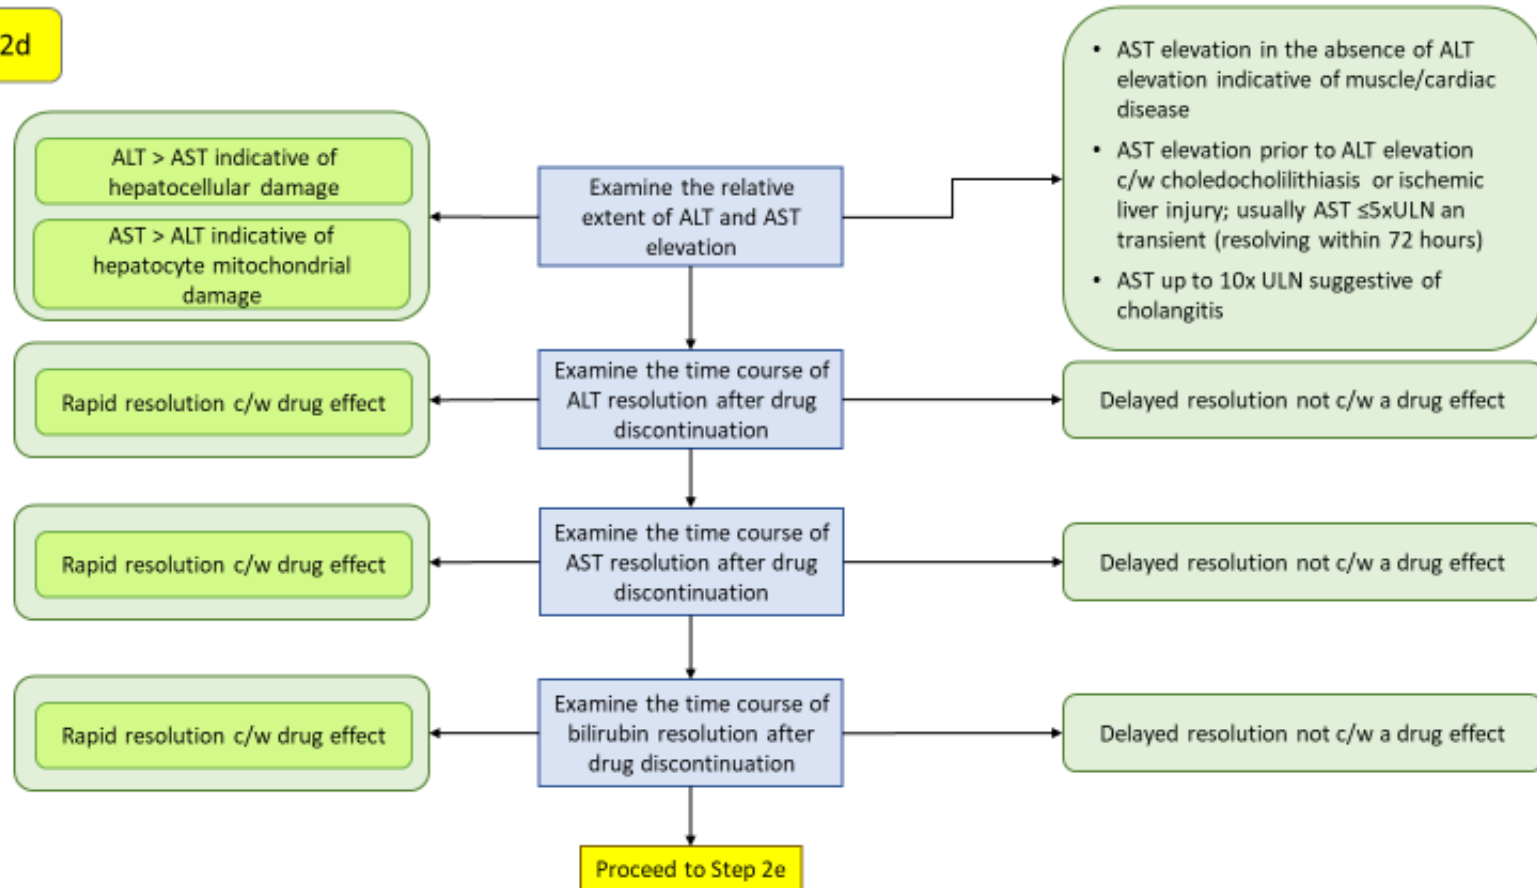 2d
ALT > AST indicative of
hepatocellular damage
AST > ALT indicative of
hepatocyte mitochondrial
damage
Examine the relative
extent of ALT and AST
elevation
• AST elevation in the absence of ALT
elevation indicative of muscle/cardiac
disease
• AST elevation prior to ALT elevation
c/w choledocholilithiasis or ischemic
liver injury; usually AST ≤5xULN an
transient (resolving within 72 hours)
• AST up to 10x ULN suggestive of
cholangitis
Rapid resolution c/w drug effect
Examine the time course of
ALT resolution after drug
discontinuation
Delayed resolution not c/w a drug effect
Rapid resolution c/w drug effect
Examine the time course of
AST resolution after drug
discontinuation
Delayed resolution not c/w a drug effect
Rapid resolution c/w drug effect
Examine the time course of
bilirubin resolution after
drug discontinuation
Delayed resolution not c/w a drug effect
Proceed to Step 2e